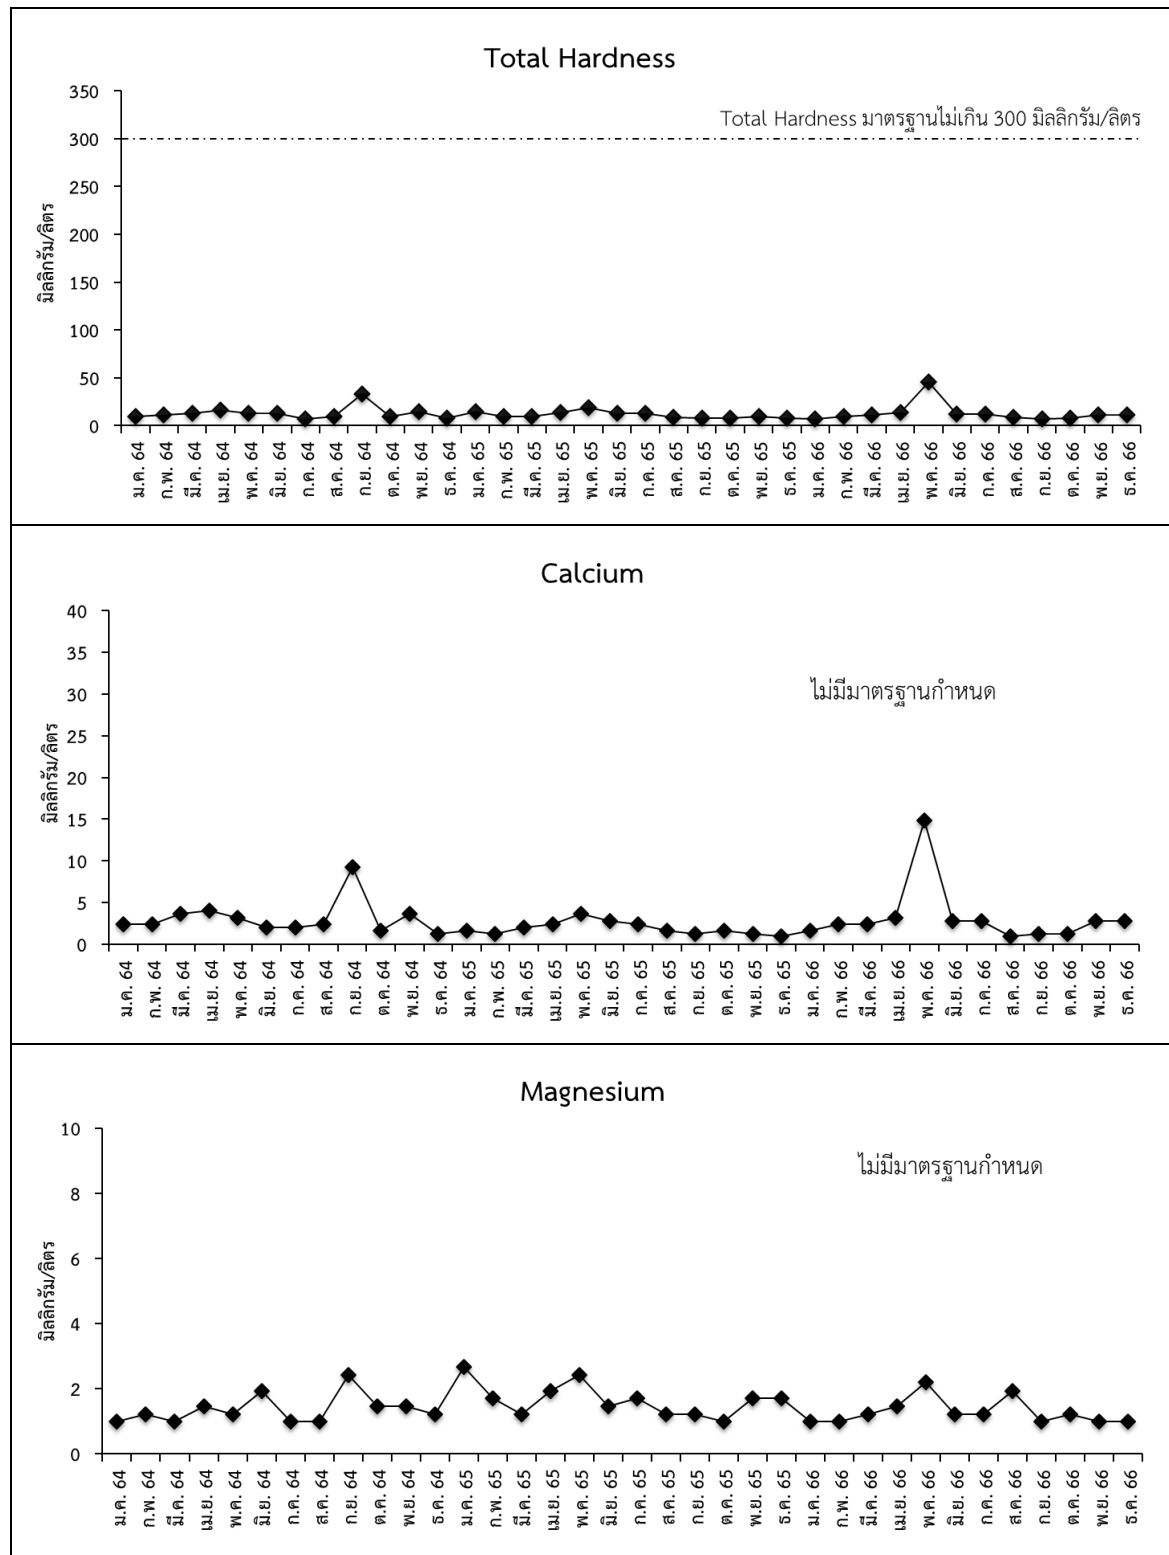 Total Hardness
Total Hardness มาตรฐานไม่เกิน 300 มิลลิกรัม/ลิตร
มิลลิกรัม/ลิตร
350
300
250
200
150
100
50
0
ม.ค. 64
ก.พ. 64
มี.ค. 64
เม.ย. 64
พ.ค. 64
มิ.ย. 64
ก.ค. 64
ส.ค. 64
ก.ย. 64
ต.ค. 64
พ.ย. 64
ธ.ค. 64
ม.ค. 65
ก.พ. 65
มี.ค. 65
เม.ย. 65
พ.ค. 65
มิ.ย. 65
ก.ค. 65
ส.ค. 65
ก.ย. 65
ต.ค. 65
พ.ย. 65
ธ.ค. 65
ม.ค. 66
ก.พ. 66
มี.ค. 66
เม.ย. 66
พ.ค. 66
มิ.ย. 66
ก.ค. 66
ส.ค. 66
ก.ย. 66
ต.ค. 66
พ.ย. 66
ธ.ค. 66
Calcium
ไม่มีมาตรฐานกำหนด
มิลลิกรัม/ลิตร
40
35
30
25
20
15
10
5
0
ม.ค. 64
ก.พ. 64
มี.ค. 64
เม.ย. 64
พ.ค. 64
มิ.ย. 64
ก.ค. 64
ส.ค. 64
ก.ย. 64
ต.ค. 64
พ.ย. 64
ธ.ค. 64
ม.ค. 65
ก.พ. 65
มี.ค. 65
เม.ย. 65
พ.ค. 65
มิ.ย. 65
ก.ค. 65
ส.ค. 65
ก.ย. 65
ต.ค. 65
พ.ย. 65
ธ.ค. 65
ม.ค. 66
ก.พ. 66
มี.ค. 66
เม.ย. 66
พ.ค. 66
มิ.ย. 66
ก.ค. 66
ส.ค. 66
ก.ย. 66
ต.ค. 66
พ.ย. 66
ธ.ค. 66
Magnesium
ไม่มีมาตรฐานกำหนด
มิลลิกรัม/ลิตร
10
8
6
4
2
0
ม.ค. 64
ก.พ. 64
มี.ค. 64
เม.ย. 64
พ.ค. 64
มิ.ย. 64
ก.ค. 64
ส.ค. 64
ก.ย. 64
ต.ค. 64
พ.ย. 64
ธ.ค. 64
ม.ค. 65
ก.พ. 65
มี.ค. 65
เม.ย. 65
พ.ค. 65
มิ.ย. 65
ก.ค. 65
ส.ค. 65
ก.ย. 65
ต.ค. 65
พ.ย. 65
ธ.ค. 65
ม.ค. 66
ก.พ. 66
มี.ค. 66
เม.ย. 66
พ.ค. 66
มิ.ย. 66
ก.ค. 66
ส.ค. 66
ก.ย. 66
ต.ค. 66
พ.ย. 66
ธ.ค. 66